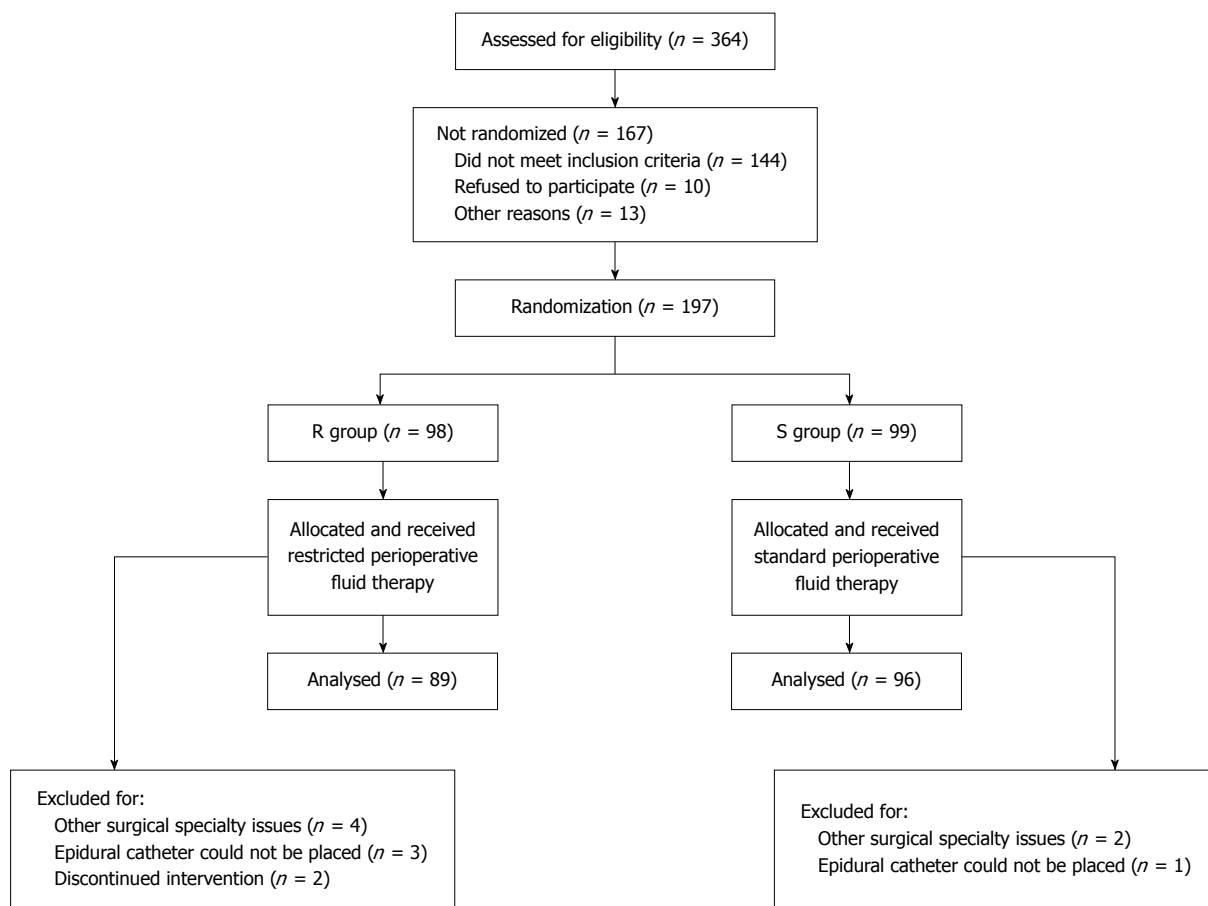 Assessed for eligibility (n = 364)
Not randomized (n = 167)
Did not meet inclusion criteria (n = 144)
Refused to participate (n = 10)
Other reasons (n = 13)
Randomization (n = 197)
R group (n = 98)
S group (n = 99)
Allocated and received
restricted perioperative
fluid therapy
Allocated and received
standard perioperative
fluid therapy
Analysed (n = 89)
Analysed (n = 96)
Excluded for:
Other surgical specialty issues (n = 4)
Epidural catheter could not be placed (n = 3)
Discontinued intervention (n = 2)
Excluded for:
Other surgical specialty issues (n = 2)
Epidural catheter could not be placed (n = 1)